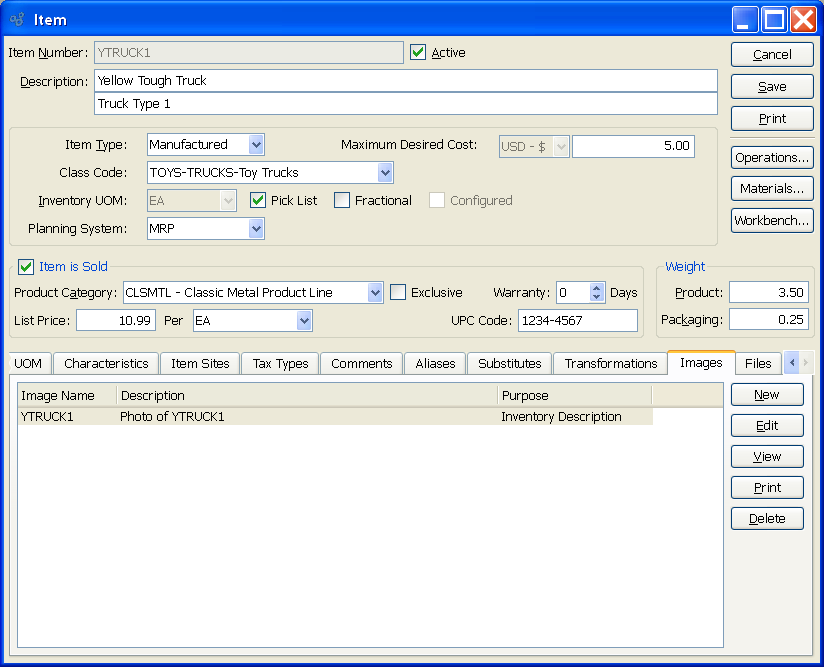 Item
Item Number: YTRUCK1 Active Cancel
Description: Yellow Tough Truck Save
Truck Type 1
Print
Item Type: Manufactured Maximum Desired Cost: USD - $ 5.00 Operations...
Class Code: TOYS-TRUCKS-Toy Trucks Materials...
Inventory UOM: EA Pick List Fractional Configured
Workbench...
Planning System: MRP
Item is Sold Weight
Product Category: CLSMTL - Classic Metal Product Line Exclusive Warranty: 0 Days Product: 3.50
List Price: 10.99 Per EA UPC Code: 1234-4567 Packaging: 0.25
UOM Characteristics Item Sites Tax Types Comments Aliases Substitutes Transformations Images Files
Image Name Description Purpose New
YTRUCK1 Photo of YTRUCK1 Inventory Description
Edit
View
Print
Delete